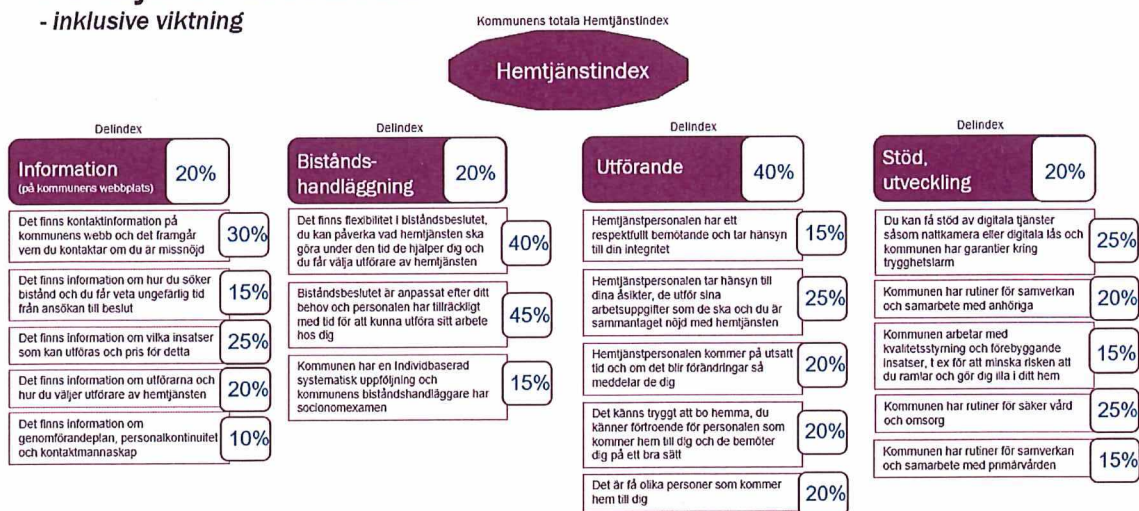 - inklusive viktning
Kommunens totala Hemtjänstindex
Hemtjänstindex
Delindex
Information
(på kommunens webbplats)
20%
Det finns kontaktinformation på
kommunens webb och det framgår
vem du kontaktar om du är missnöjd
30%
Det finns information om hur du söker
bistånd och du får veta ungefärlig tid
från ansökan till beslut
15%
Det finns information om vilka insatser
som kan utföras och pris för detta
25%
Det finns information om utförarna och
hur du väljer utförare av hemtjänsten
20%
Det finns information om
genomförandeplan, personalkontinuitet
och kontaktmannaskap
10%
Delindex
Bistånds-
handläggning
20%
Det finns flexibilitet i biståndsbeslutet,
du kan påverka vad hemtjänsten ska
göra under den tid de hjälper dig och
du får välja utförare av hemtjänsten
40%
Biståndsbeslutet är anpassat efter ditt
behov och personalen har tillräckligt
med tid för att kunna utföra sitt arbete
hos dig
45%
Kommunen har en Individbaserad
systematisk uppföljning och
kommunens biståndshandläggare har
socionomexamen
15%
Delindex
Utförande
40%
Hemtjänstpersonalen har ett
respektfullt bemötande och tar hänsyn
till din integritet
15%
Hemtjänstpersonalen tar hänsyn till
dina åsikter, de utför sina
arbetsuppgifter som de ska och du är
sammantaget nöjd med hemtjänsten
25%
Hemtjänstpersonalen kommer på utsatt
tid och om det blir förändringar så
meddelar de dig
20%
Det känns tryggt att bo hemma, du
känner förtroende för personalen som
kommer hem till dig och de bemöter
dig på ett bra sätt
20%
Det är få olika personer som kommer
hem till dig
20%
Delindex
Stöd,
utveckling
20%
Du kan få stöd av digitala tjänster
såsom nattkamera eller digitala lås och
kommunen har garantier kring
trygghetslarm
25%
Kommunen har rutiner för samverkan
och samarbete med anhöriga
20%
Kommunen arbetar med
kvalitetsstyrning och förebyggande
insatser, t ex för att minska risken att
du ramlar och gör dig illa i ditt hem
15%
Kommunen har rutiner för säker vård
och omsorg
25%
Kommunen har rutiner för samverkan
och samarbete med primärvården
15%